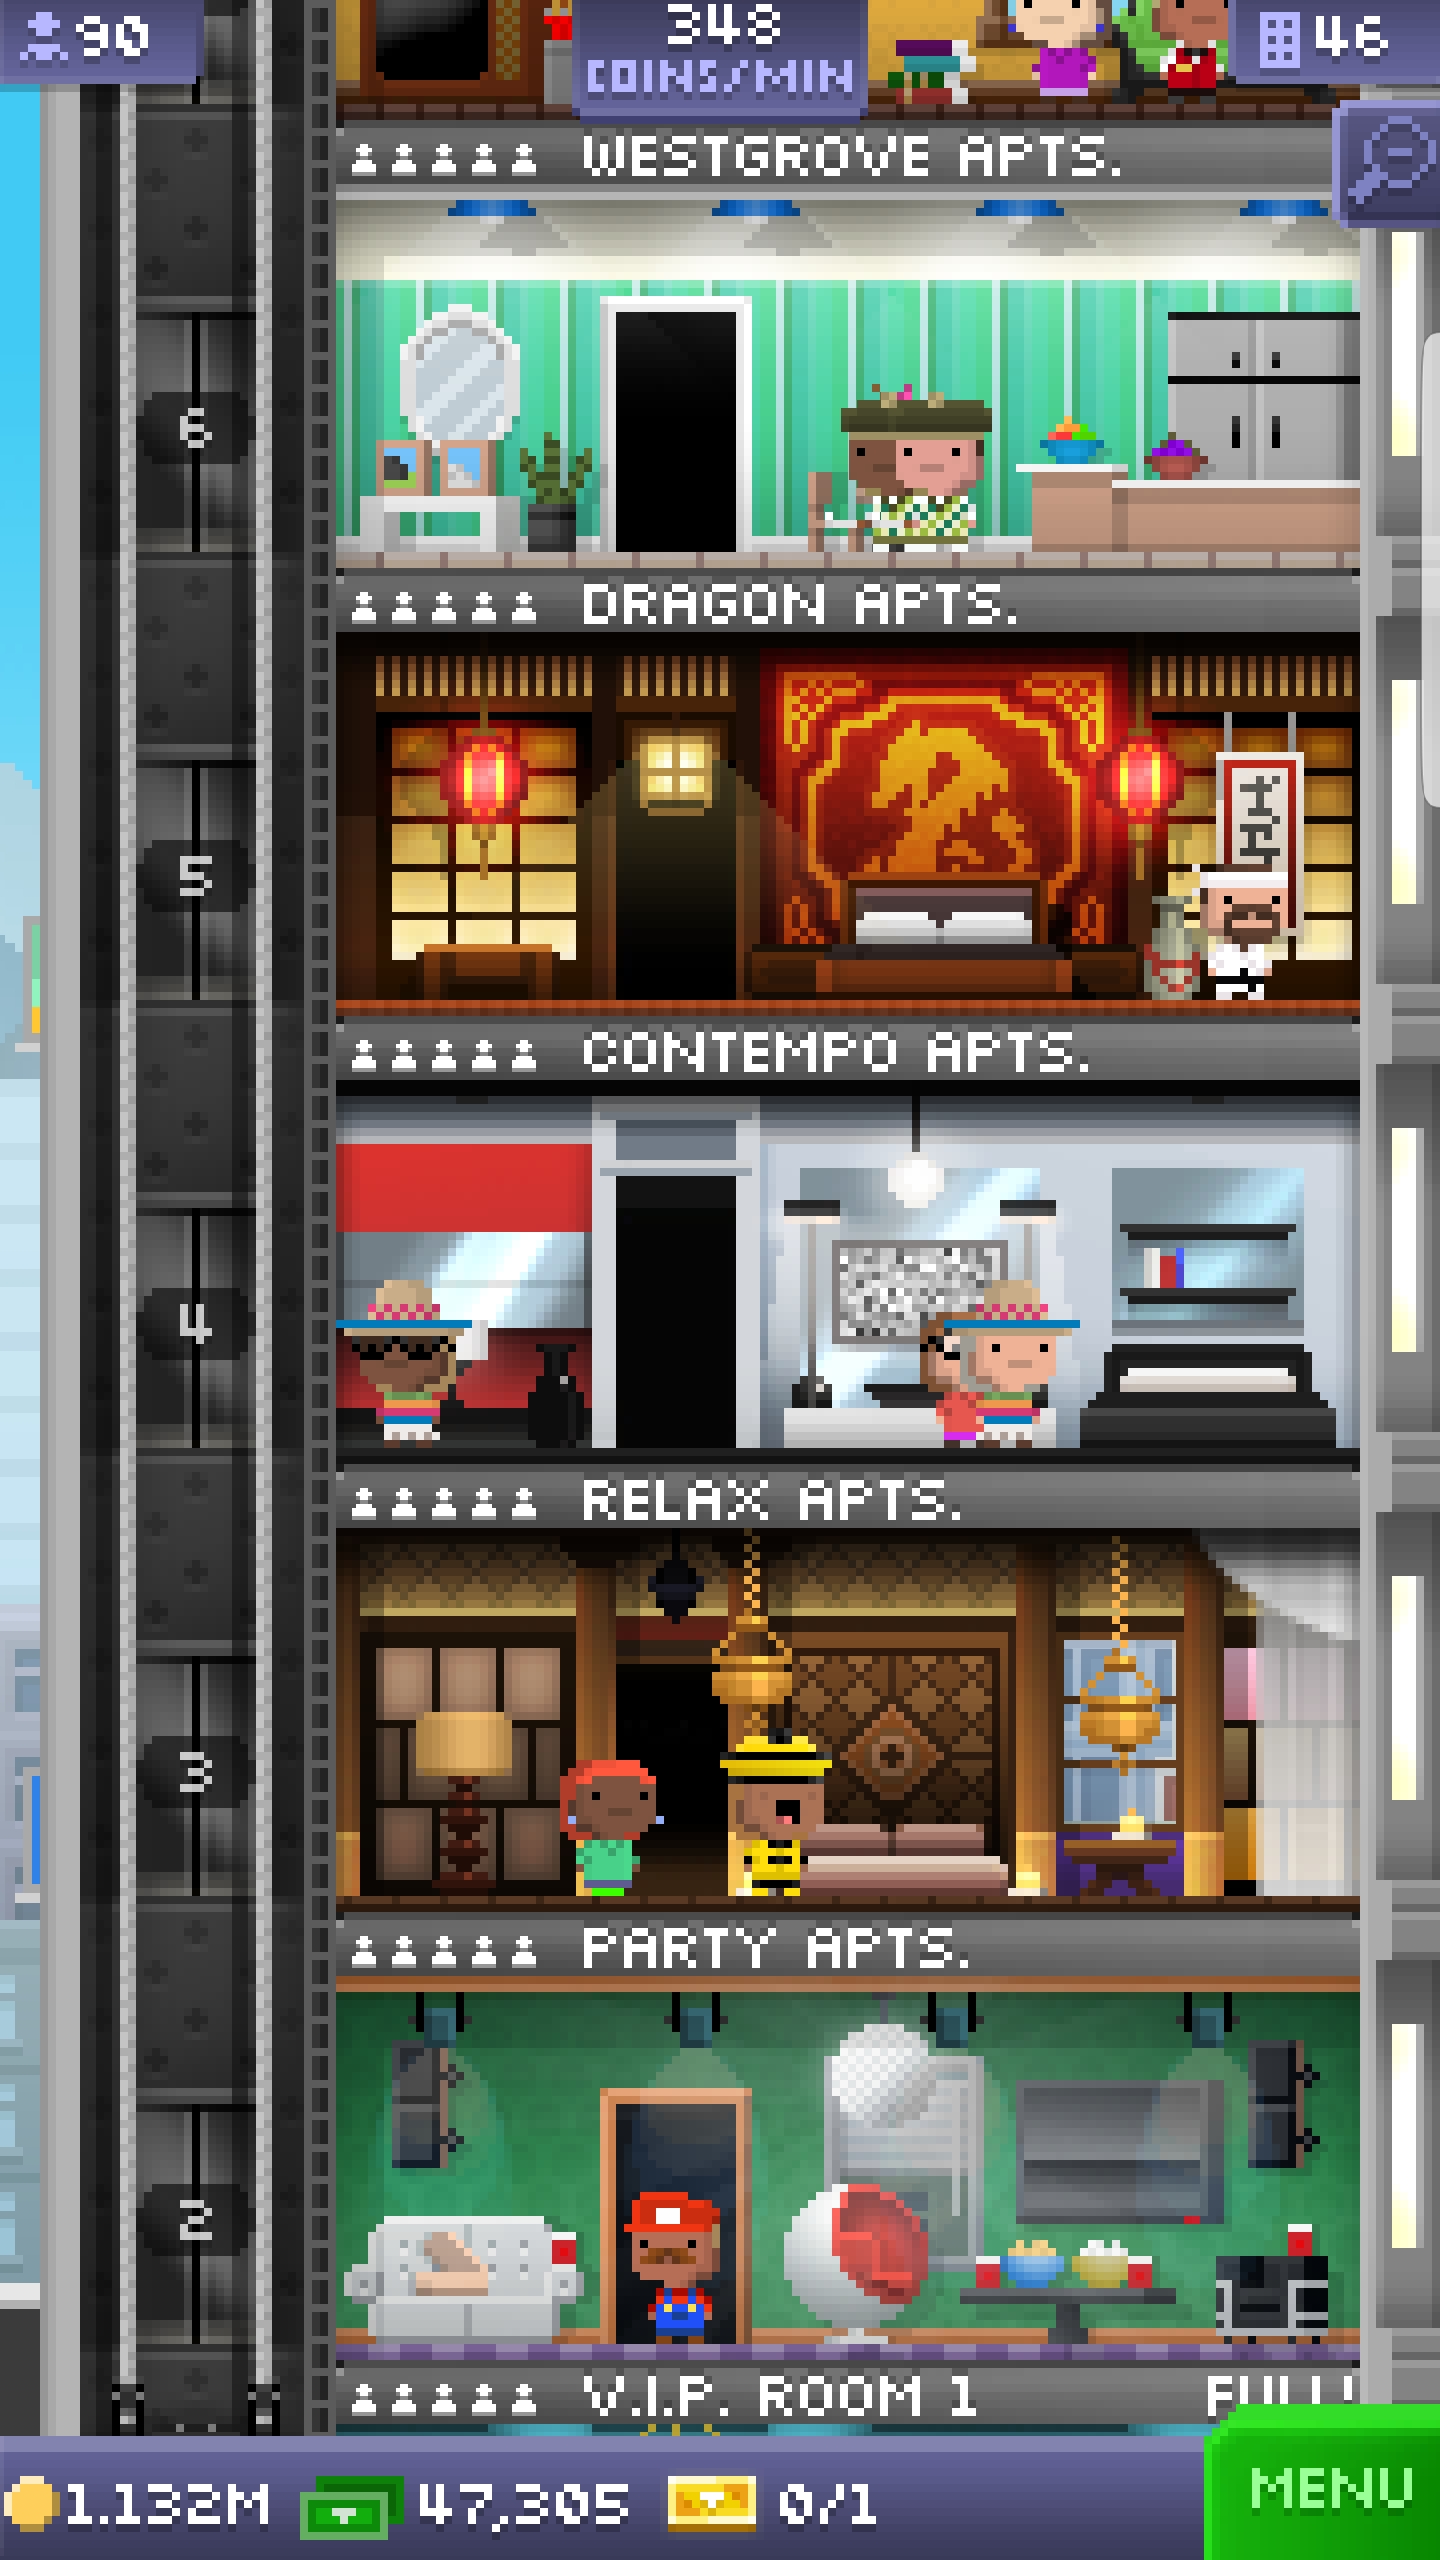 90
348
COINS/MIN
46
WESTGROVE APTS.
6
DRAGON APTS.
5
CONTEMPO APTS.
4
RELAX APTS.
3
PARTY APTS.
2
V.I.P. ROOM 1 FULL!
1.132M 47,305 0/1 MENU